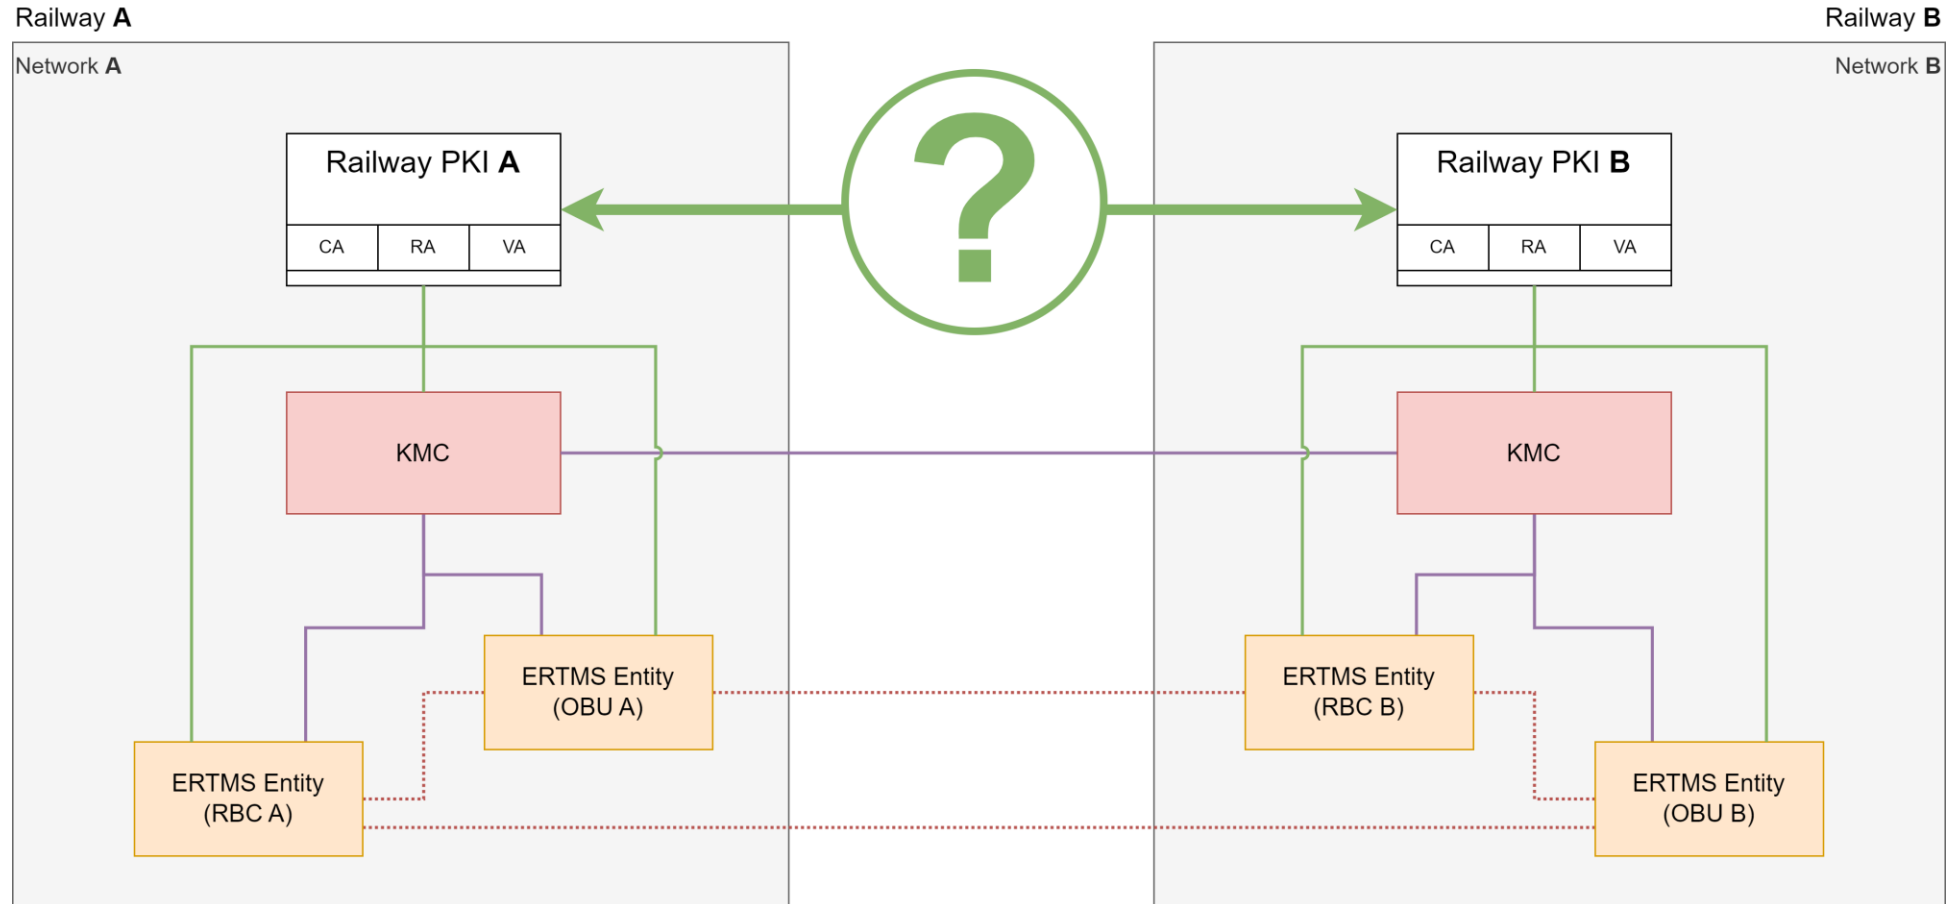 Railway A
Railway B
Network A
Network B
Railway PKI A
CA
RA
VA
?
Railway PKI B
CA
RA
VA
KMC
KMC
ERTMS Entity
(OBU A)
ERTMS Entity
(RBC B)
ERTMS Entity
(RBC A)
ERTMS Entity
(OBU B)